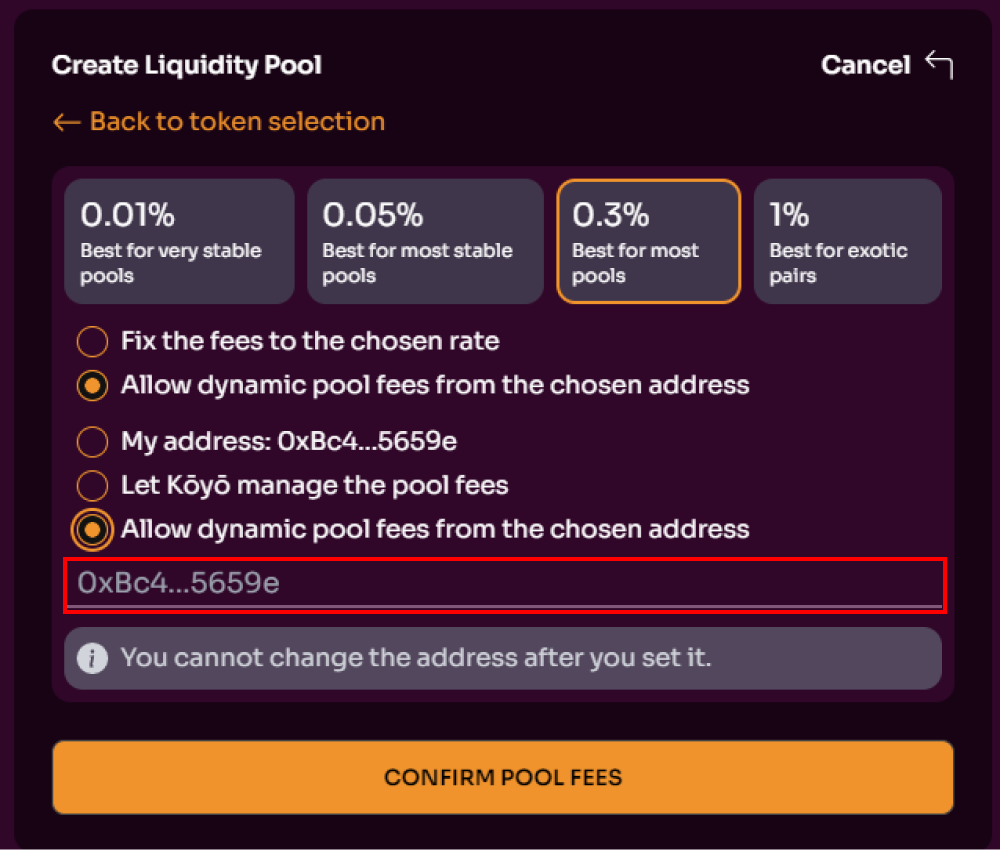 Create Liquidity Pool
Cancel
← Back to token selection
0.01%
Best for very stable
pools
0.05%
Best for most stable
pools
0.3%
Best for most
pools
1%
Best for exotic
pairs
Fix the fees to the chosen rate
Allow dynamic pool fees from the chosen address
My address: 0xBc4...5659e
Let Kōyō manage the pool fees
Allow dynamic pool fees from the chosen address
0xBc4...5659e
You cannot change the address after you set it.
CONFIRM POOL FEES